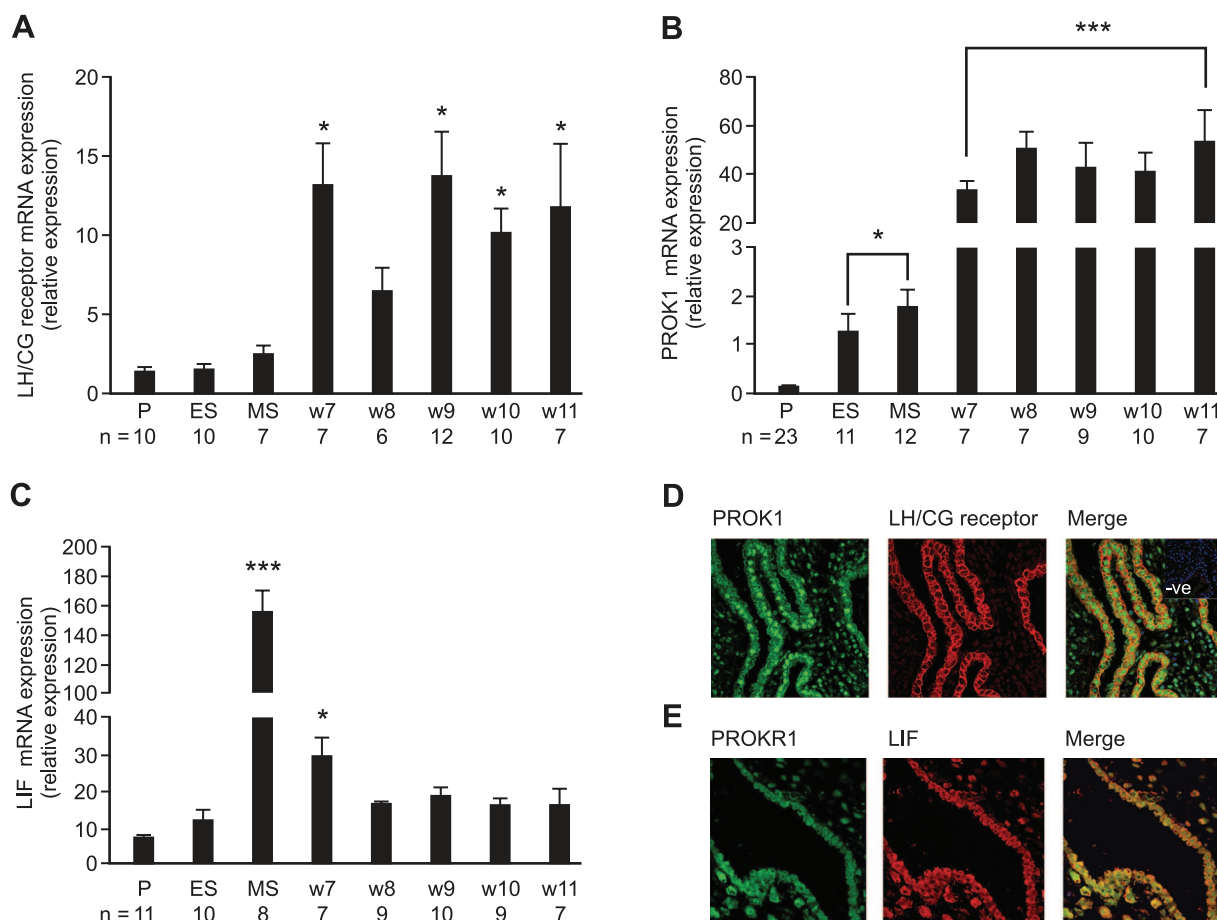 A
LH/CG receptor mRNA expression
(relative expression)
20
15
10
5
0
* * * *
P ES MS w7 w8 w9 w10 w11
n = 10 10 7 7 6 12 10 7
B
PROK1 mRNA expression
(relative expression)
80
60
40
20
3
2
1
0
*
***
P ES MS w7 w8 w9 w10 w11
n = 23 11 12 7 7 9 10 7
C
LIF mRNA expression
(relative expression)
200
180
160
140
120
100
40
30
20
10
0
***
*
P ES MS w7 w8 w9 w10 w11
n = 11 10 8 7 9 10 9 7
D
PROK1 LH/CG receptor Merge
-ve
E
PROKR1 LIF Merge